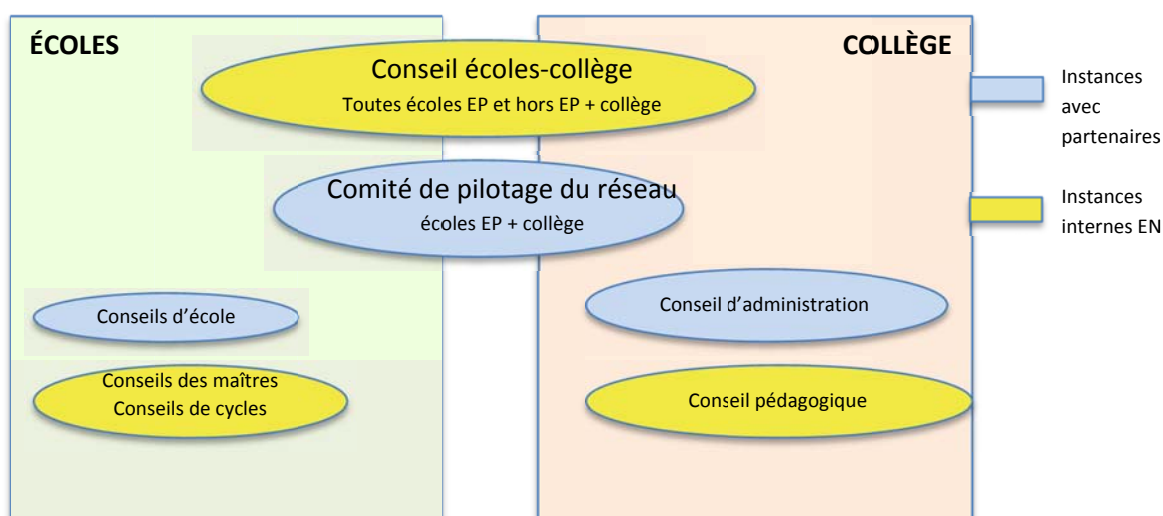 ÉCOLES
COLLÈGE
Conseil écoles-collège
Toutes écoles EP et hors EP + collège
Comité de pilotage du réseau
écoles EP + collège
Conseils d’école
Conseil d’administration
Conseils des maîtres
Conseils de cycles
Conseil pédagogique
Instances
avec
partenaires
Instances
internes EN